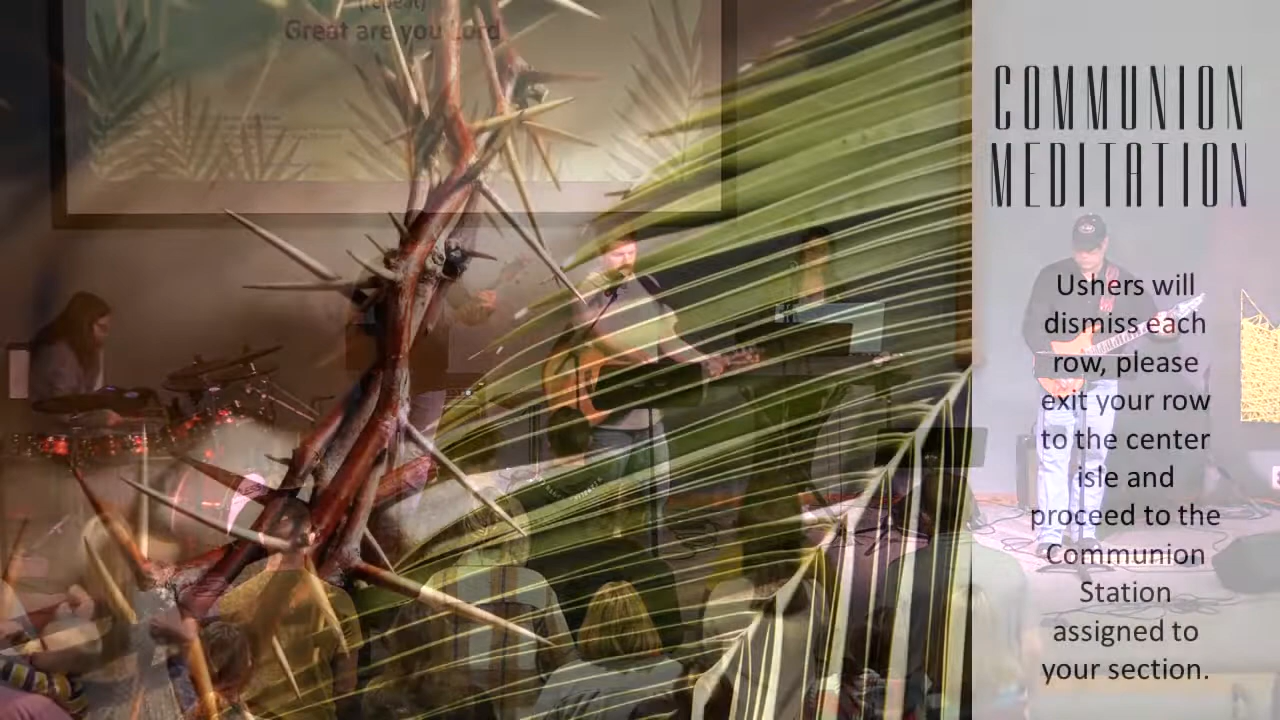 (repeat)
Great are you Lord
COMMUNION
MEDITATION
Ushers will
dismiss each
row, please
exit your row
to the center
isle and
proceed to the
Communion
Station
assigned to
your section.